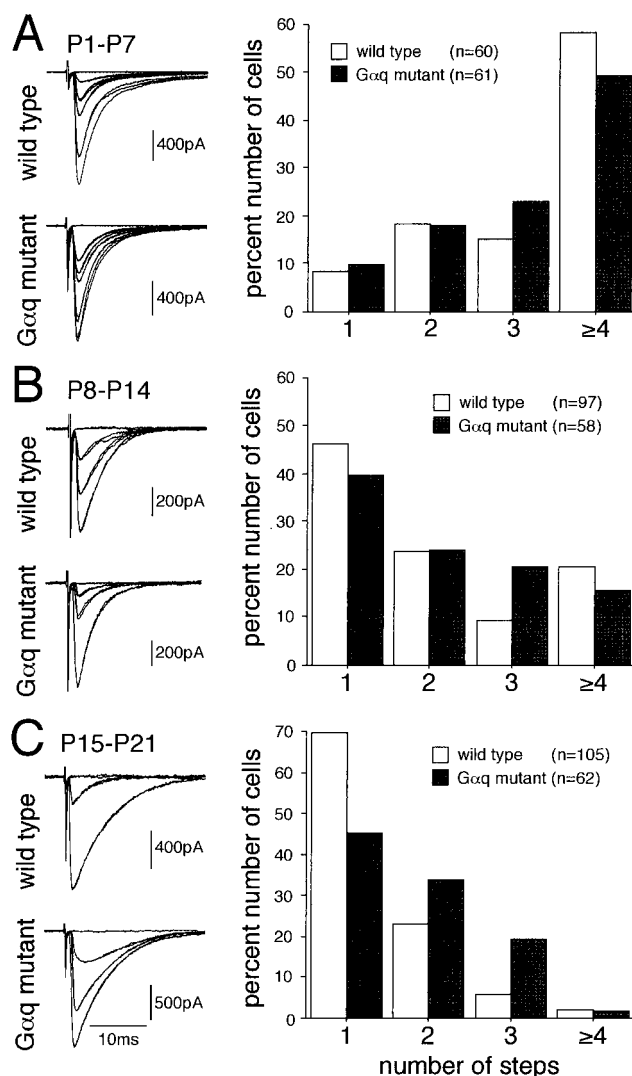 A
P1-P7
wild type
400pA
Gαq mutant
400pA
percent number of cells
60
50
40
30
20
10
0
wild type (n=60)
Gαq mutant (n=61)
1 2 3 ≥4
B
P8-P14
wild type
200pA
Gαq mutant
200pA
percent number of cells
60
50
40
30
20
10
0
wild type (n=97)
Gαq mutant (n=58)
1 2 3 ≥4
C
P15-P21
wild type
400pA
Gαq mutant
500pA
10ms
percent number of cells
70
60
50
40
30
20
10
0
wild type (n=105)
Gαq mutant (n=62)
1 2 3 ≥4
number of steps